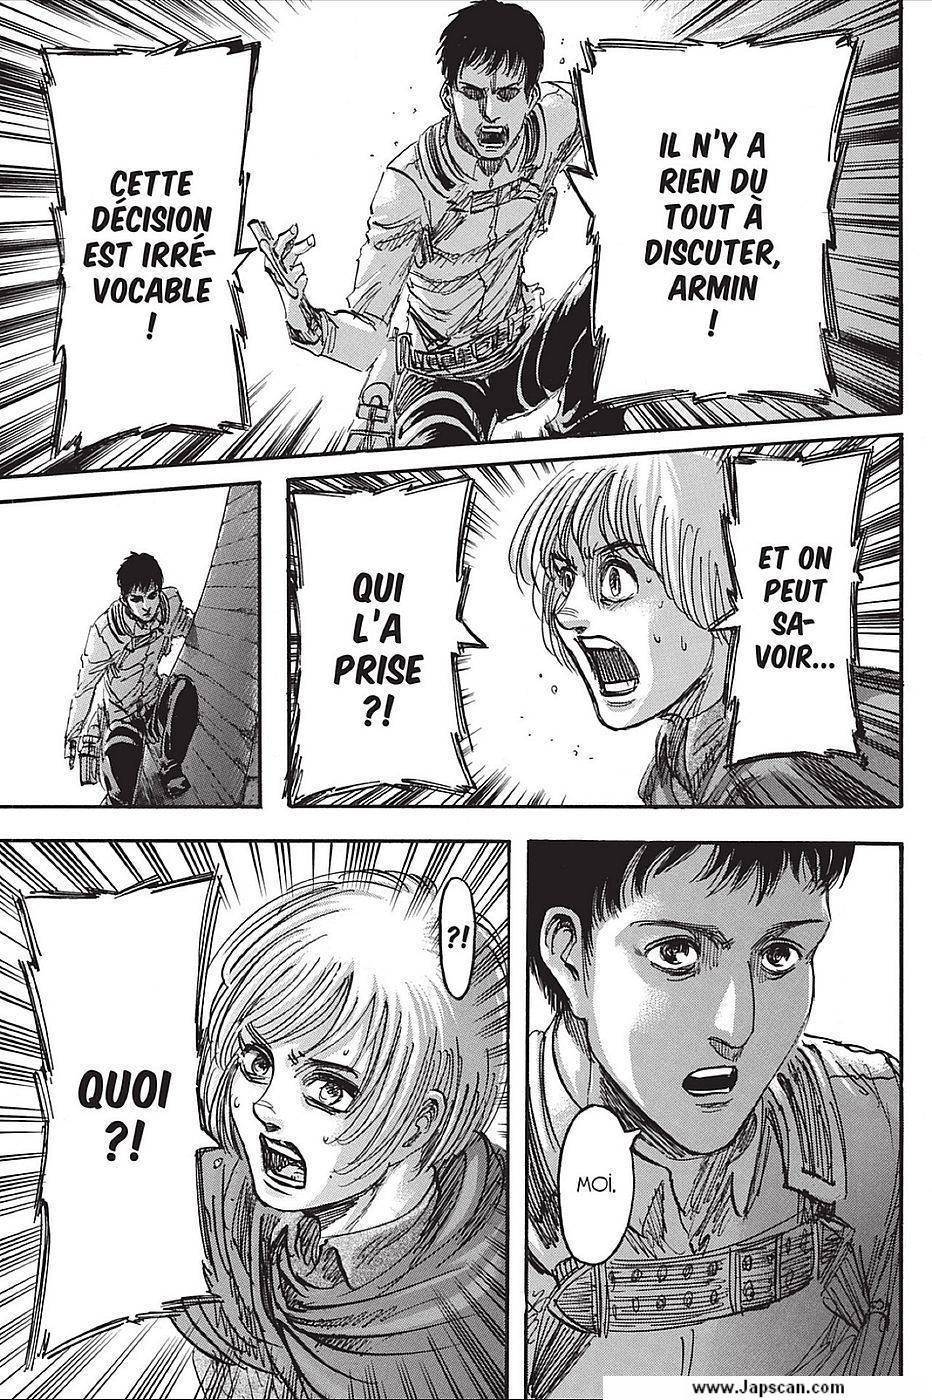 IL N'Y A
RIEN DU
TOUT À
DISCUTER,
ARMIN
!
CETTE
DÉCISION
EST IRRÉ-
VOCABLE
!
ET ON
PEUT
SA-
VOIR...
QUI
L'A
PRISE
?!
MOI.
?!
QUOI
?!
www.Japscan.com